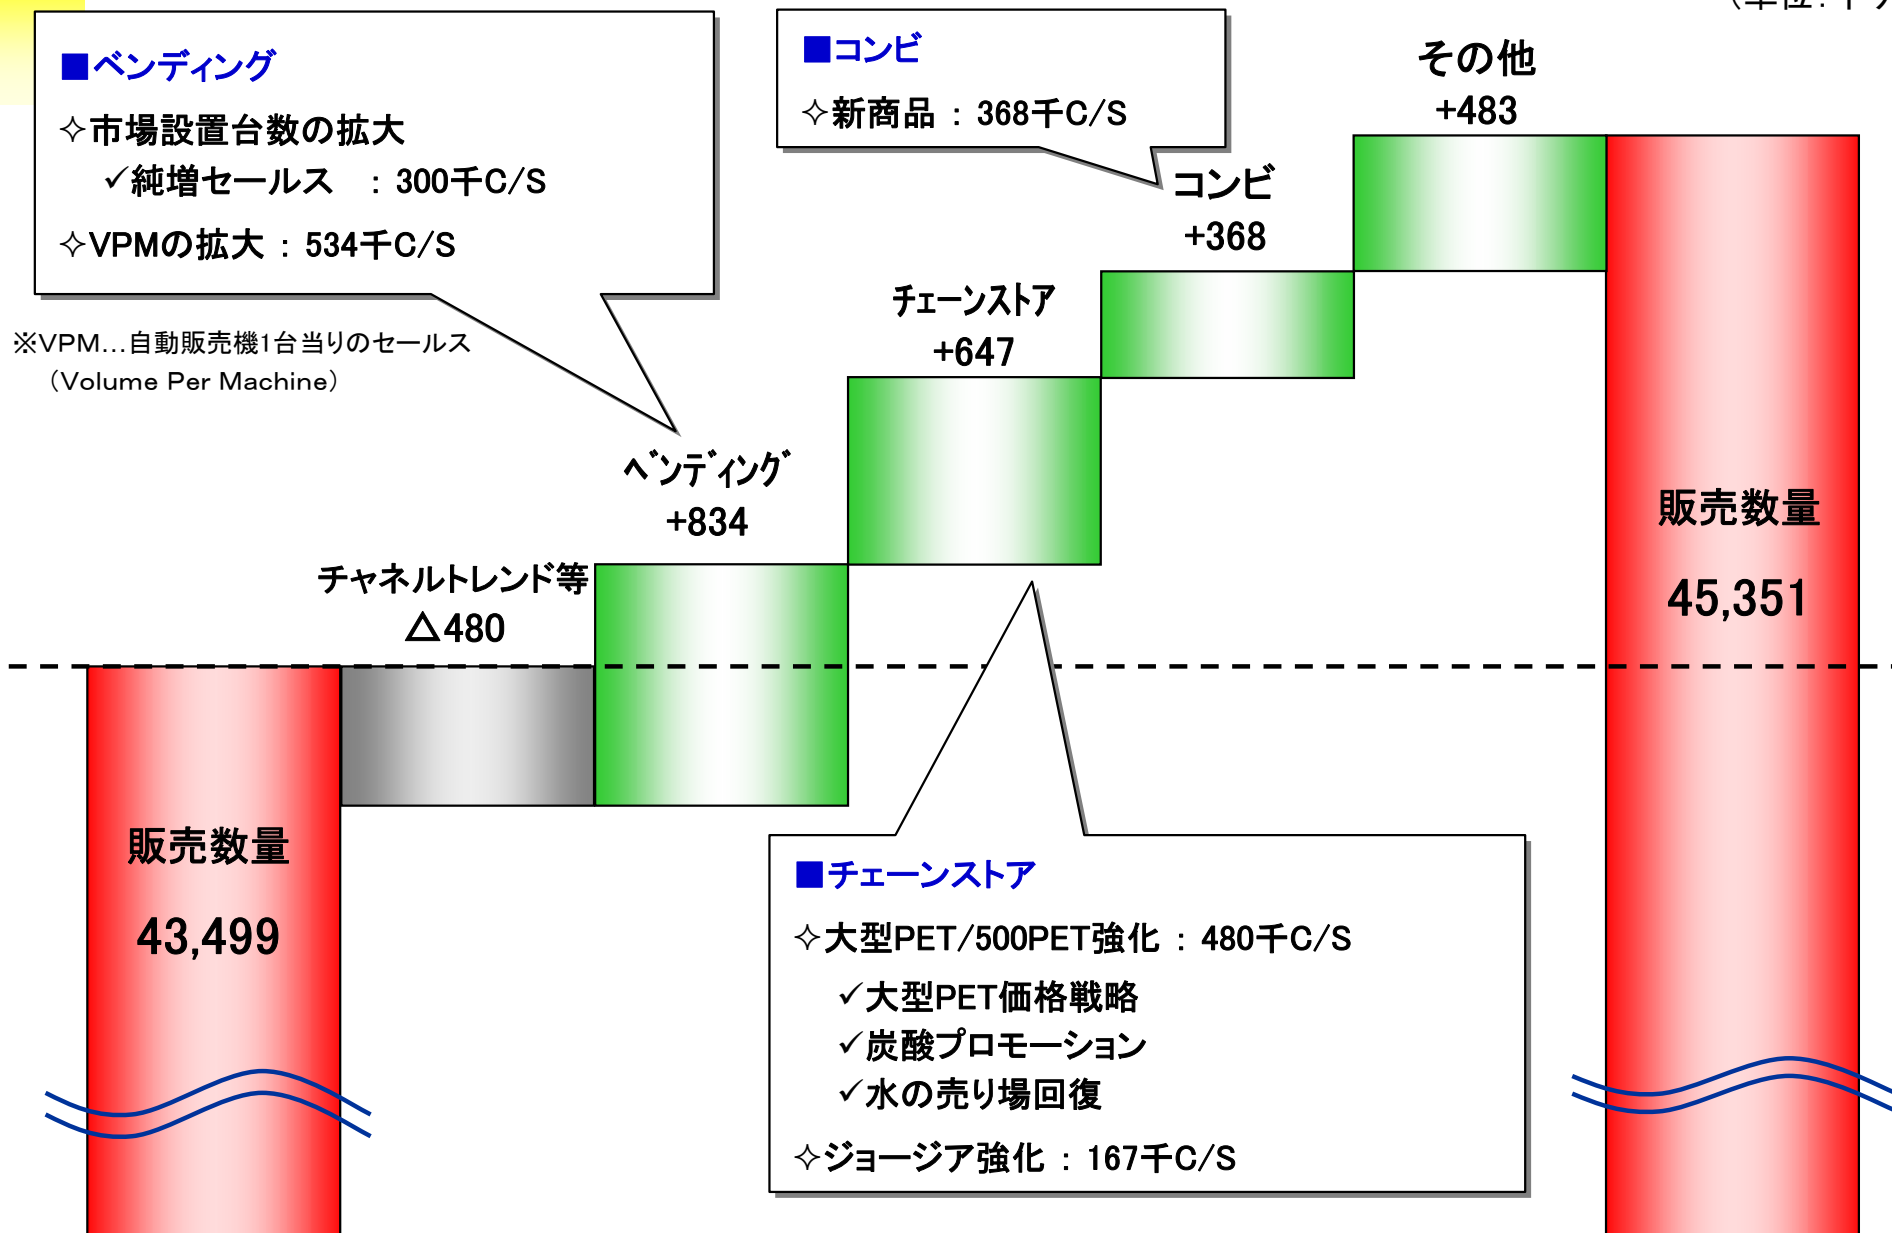 ■ベンディング
✧市場設置台数の拡大
✓純増セールス ：300千C/S
✧VPMの拡大：534千C/S
※VPM…自動販売機1台当りのセールス
（Volume Per Machine）
■コンビ
✧新商品：368千C/S
その他
+483
コンビ
+368
チェーンストア
+647
ベンディング
+834
チャネルトレンド等
△480
販売数量
43,499
販売数量
45,351
■チェーンストア
✧大型PET/500PET強化：480千C/S
✓大型PET価格戦略
✓炭酸プロモーション
✓水の売り場回復
✧ジョージア強化：167千C/S